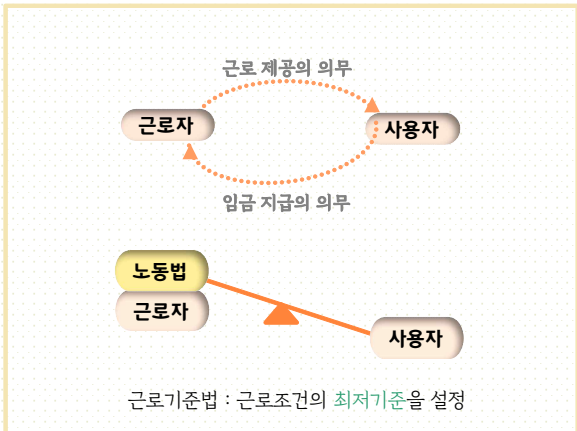 근로 제공의 의무
근로자
사용자
임금 지급의 의무
노동법
근로자
사용자
근로기준법 : 근로조건의 최저기준을 설정